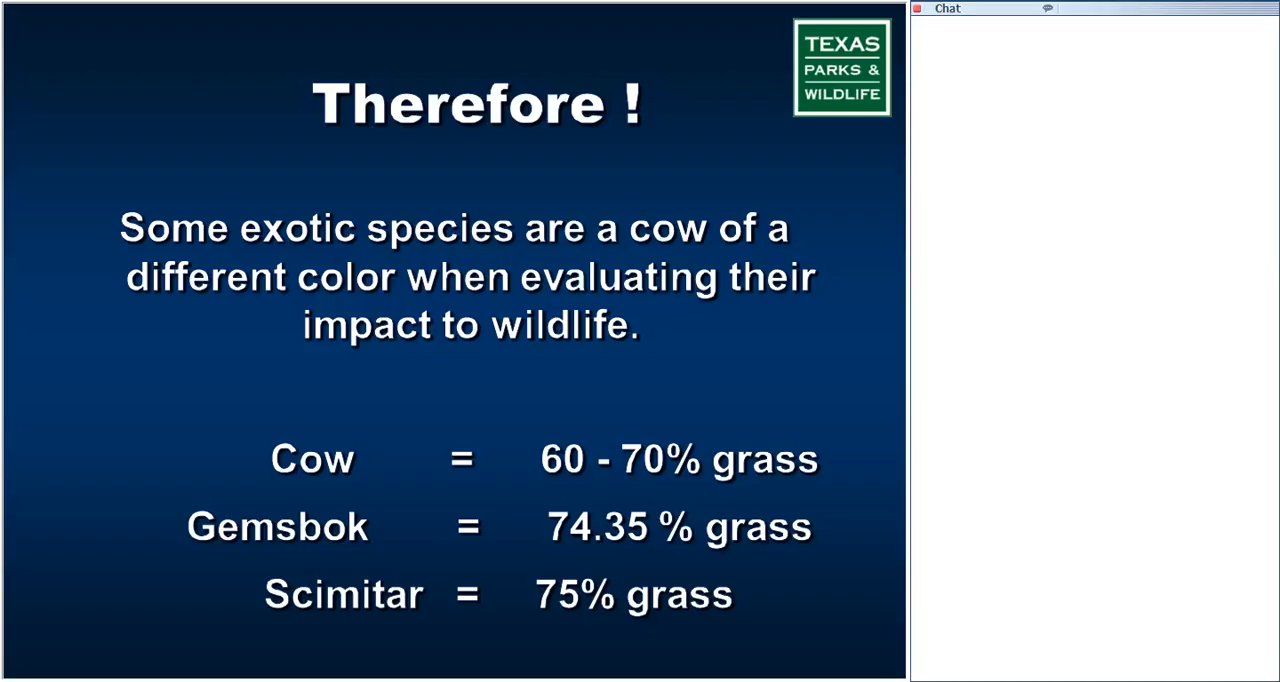 TEXAS
PARKS &
WILDLIFE
Chat
Therefore !
Some exotic species are a cow of a
different color when evaluating their
impact to wildlife.
Cow = 60 - 70% grass
Gemsbok = 74.35 % grass
Scimitar = 75% grass